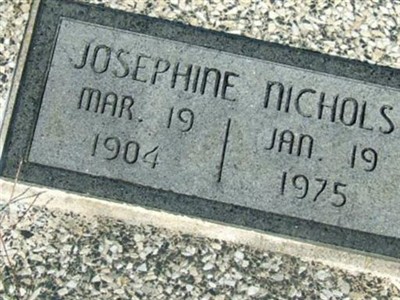 JOSEPHINE NICHOLS
MAR. 19 JAN. 19
1904 1975